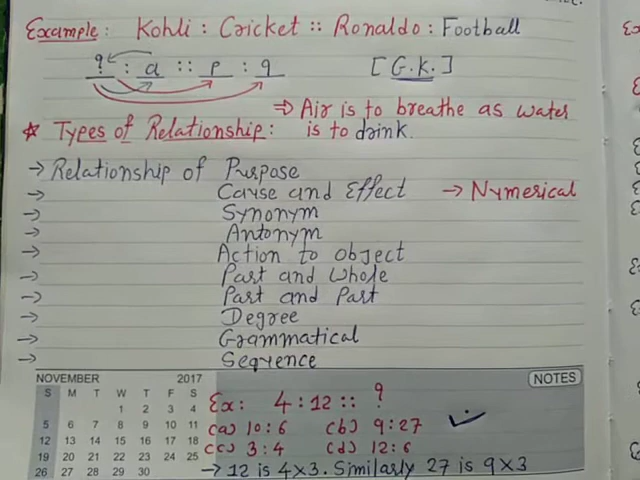 Example: Kohli : Cricket :: Ronaldo : Football
? : a :: p : q [G.K.]
⇒ Air is to breathe as water
* Types of Relationship: is to drink.
→ Relationship of Purpose
→ Cause and Effect → Nymerical
→ Synonym
→ Antonym
→ Action to object
→ Part and Whole
→ Part and Part
→ Degree
→ Grammatical
→ Sequence
NOVEMBER 2017
NOTES
S M T W T F S
1 2 3 4
5 6 7 8 9 10 11
12 13 14 15 16 17 18
19 20 21 22 23 24 25
26 27 28 29 30
Ex: 4 : 12 :: ?
(a) 10 : 6 (b) 9 : 27
(c) 3 : 4 (d) 12 : 6
→ 12 is 4×3. Similarly 27 is 9×3